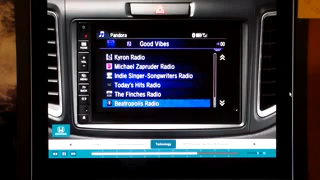 Pandora
Good Vibes
Kyron Radio
Michael Zapruder Radio
Indie Singer-Songwriters Radio
Today's Hits Radio
The Finches Radio
Beatropolis Radio
Technology